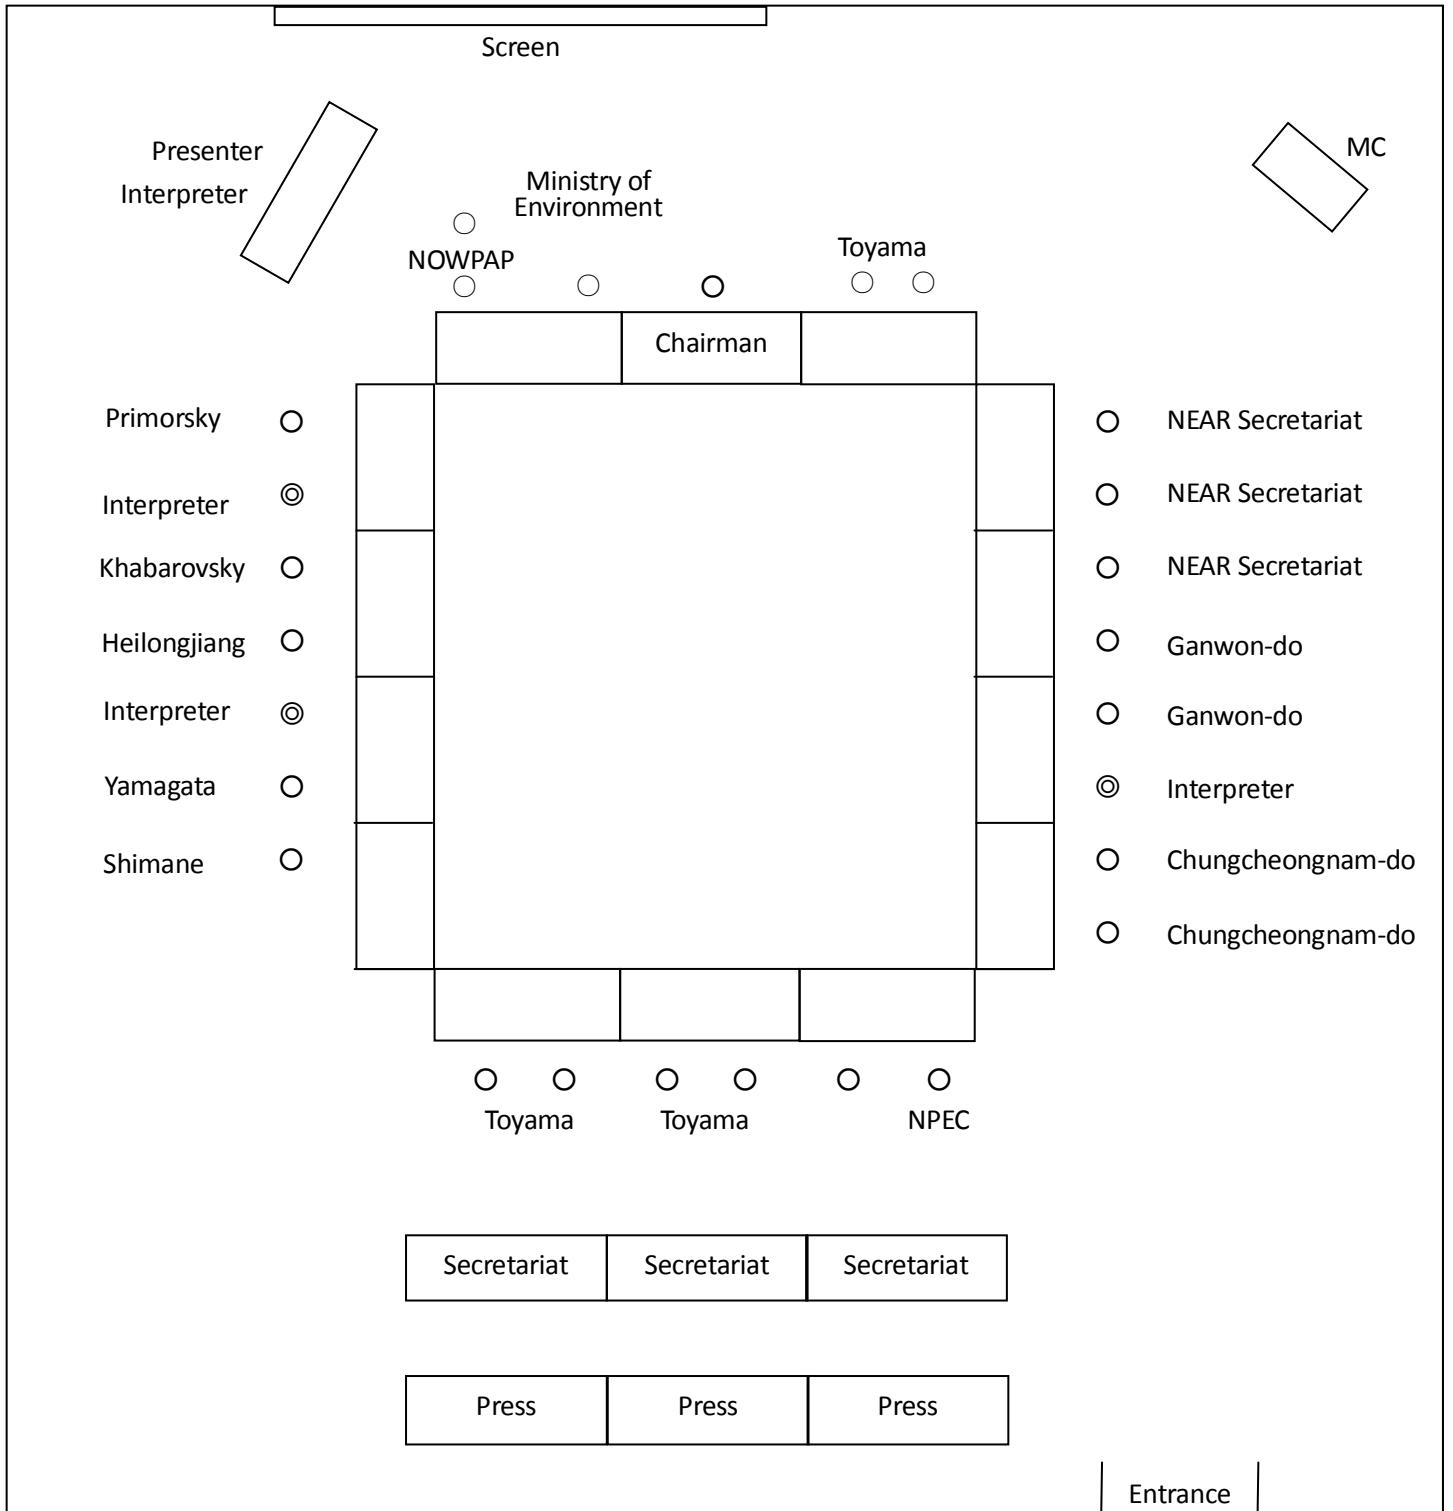 Screen
Presenter
Interpreter
MC
Ministry of
Environment
NOWPAP
Toyama
Chairman
Primorsky
NEAR Secretariat
Interpreter
NEAR Secretariat
Khabarovsky
NEAR Secretariat
Heilongjiang
Ganwon-do
Interpreter
Ganwon-do
Yamagata
Interpreter
Shimane
Chungcheongnam-do
Chungcheongnam-do
Toyama
Toyama
NPEC
Secretariat
Secretariat
Secretariat
Press
Press
Press
Entrance